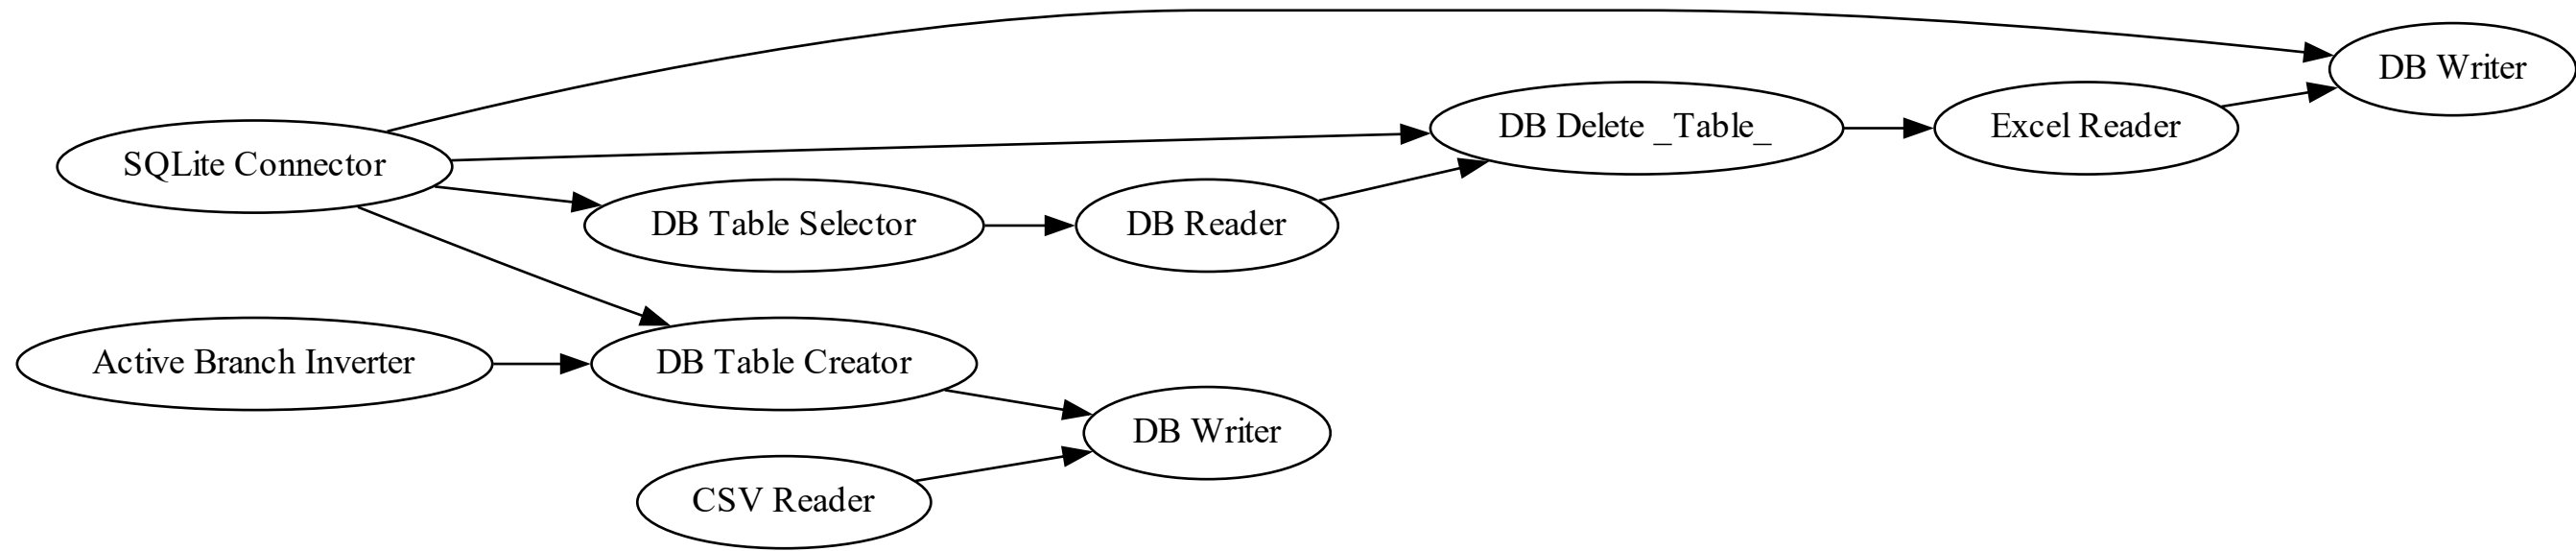 DB Writer
SQLite Connector
DB Delete _Table_
Excel Reader
DB Table Selector
DB Reader
Active Branch Inverter
DB Table Creator
DB Writer
CSV Reader